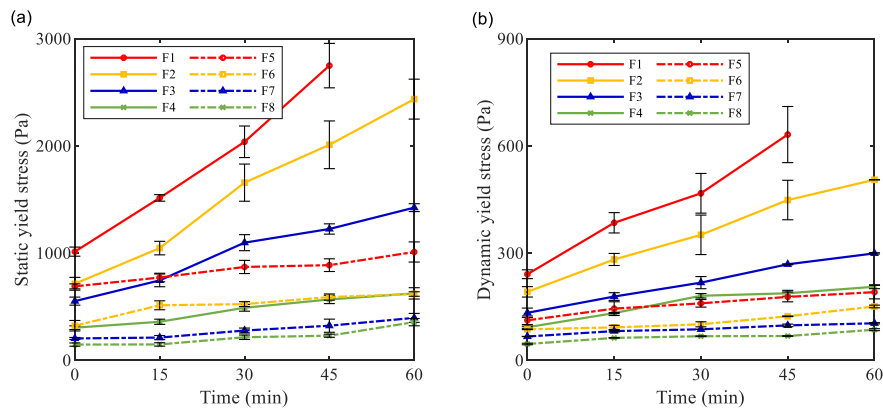 (a)
Static yield stress (Pa)
3000
2000
1000
0
F1 F5
F2 F6
F3 F7
F4 F8
0 15 30 45 60
Time (min)
(b)
Dynamic yield stress (Pa)
900
600
300
0
F1 F5
F2 F6
F3 F7
F4 F8
0 15 30 45 60
Time (min)